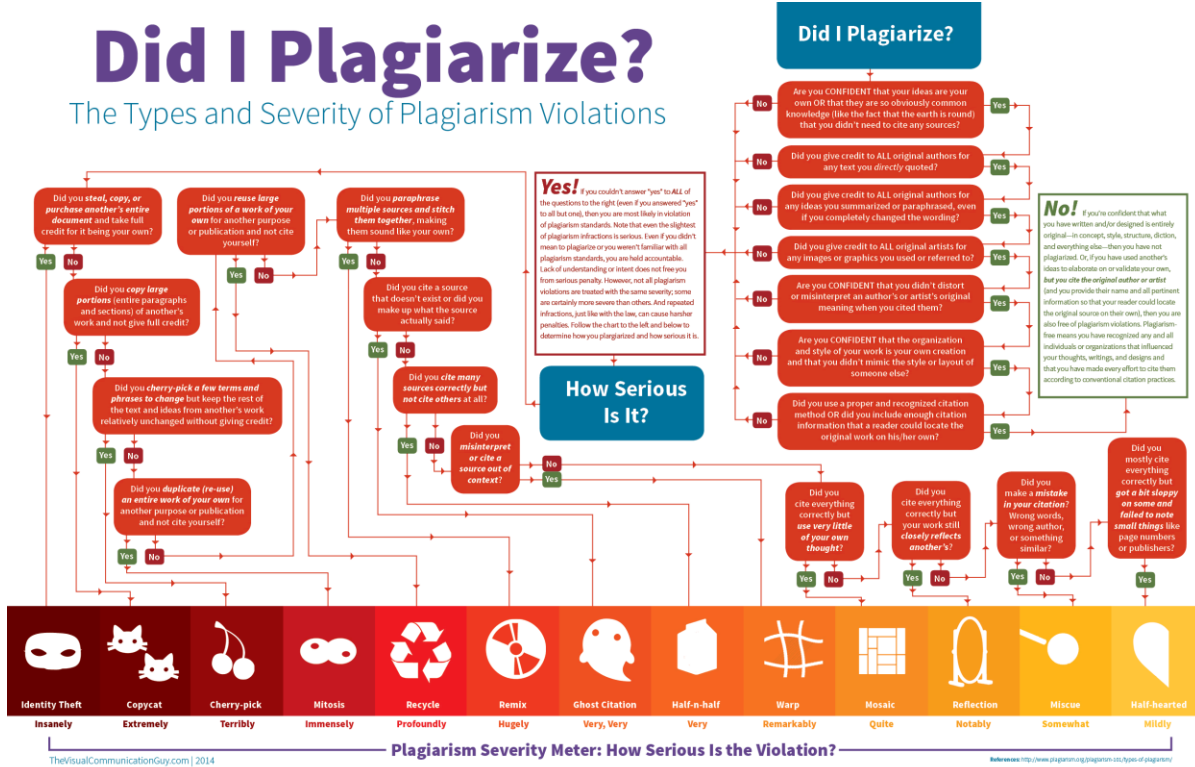 Did I Plagiarize?
The Types and Severity of Plagiarism Violations
Did I Plagiarize?
Are you CONFIDENT that your ideas are your
own OR that they are so obviously common
knowledge (like the fact that the earth is round)
that you didn't need to cite any sources?
No
Yes
Did you give credit to ALL original authors for
any text you directly quoted?
No
Yes
Did you give credit to ALL original authors for
any ideas you summarized or paraphrased, even
if you completely changed the wording?
No
Yes
Did you give credit to ALL original artists for
any images or graphics you used or referred to?
No
Yes
Are you CONFIDENT that you didn't distort
or misinterpret an author's or artist's original
meaning when you cited them?
No
Yes
Are you CONFIDENT that the organization
and style of your work is your own creation
and that you didn't mimic the style or layout of
someone else?
No
Yes
Did you use a proper and recognized citation
method OR did you include enough citation
information that a reader could locate the
original work on his/her own?
No
Yes
No! If you're confident that what
you have written and/or designed is entirely
original—in concept, style, structure, diction,
and everything else—then you have not
plagiarized. Or, if you have used another's
ideas to elaborate on or validate your own,
but you cite the original author or artist
(and you provide their name and all pertinent
information so that your reader could locate
the original source on their own), then you are
also free of plagiarism violations. Plagiarism-
free means you have recognized any and all
individuals or organizations that influenced
your thoughts, writings, and designs and
that you have made every effort to cite them
according to conventional citation practices.
Yes! If you couldn't answer "yes" to ALL of
the questions to the right (even if you answered "yes"
to all but one), then you are most likely in violation
of plagiarism standards. Note that even the slightest
of plagiarism infractions is serious. Even if you didn't
mean to plagiarize or you weren't familiar with all
plagiarism standards, you are held accountable.
Lack of understanding or intent does not free you
from serious penalty. However, not all plagiarism
violations are treated with the same severity; some
are certainly more severe than others. And repeated
infractions, just like with the law, can cause harsher
penalties. Follow the chart to the left and below to
determine how you plargiarized and how serious it is.
How Serious
Is It?
Did you steal, copy, or
purchase another's entire
document and take full
credit for it being your own?
Yes
No
Did you copy large
portions (entire paragraphs
and sections) of another's
work and not give full credit?
Yes
No
Did you cherry-pick a few terms and
phrases to change but keep the rest of
the text and ideas from another's work
relatively unchanged without giving credit?
Yes
No
Did you duplicate (re-use)
an entire work of your own for
another purpose or publication
and not cite yourself?
Yes
No
Did you reuse large
portions of a work of your
own for another purpose
or publication and not cite
yourself?
Yes
No
Did you paraphrase
multiple sources and stitch
them together, making
them sound like your own?
Yes
No
Did you cite a source
that doesn't exist or did you
make up what the source
actually said?
Yes
No
Did you cite many
sources correctly but
not cite others at all?
Yes
No
Did you
misinterpret
or cite a
source out of
context?
No
Yes
Did you
cite everything
correctly but
use very little
of your own
thought?
Yes
No
Did you
cite everything
correctly but
your work still
closely reflects
another's?
Yes
No
Did you
make a mistake
in your citation?
Wrong words,
wrong author,
or something
similar?
Yes
No
Did you
mostly cite
everything
correctly but
got a bit sloppy
on some and
failed to note
small things like
page numbers
or publishers?
Yes
Identity Theft
Copycat
Cherry-pick
Mitosis
Recycle
Remix
Ghost Citation
Half-n-half
Warp
Mosaic
Reflection
Miscue
Half-hearted
Insanely
Extremely
Terribly
Immensely
Profoundly
Hugely
Very, Very
Very
Remarkably
Quite
Notably
Somewhat
Mildly
Plagiarism Severity Meter: How Serious Is the Violation?
TheVisualCommunicationGuy.com | 2014
References: http://www.plagiarism.org/plagiarism-101/types-of-plagiarism/